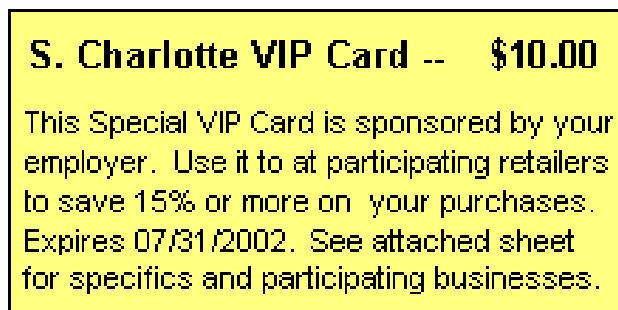 S. Charlotte VIP Card -- $10.00
This Special VIP Card is sponsored by your
employer. Use it to at participating retailers
to save 15% or more on your purchases.
Expires 07/31/2002. See attached sheet
for specifics and participating businesses.